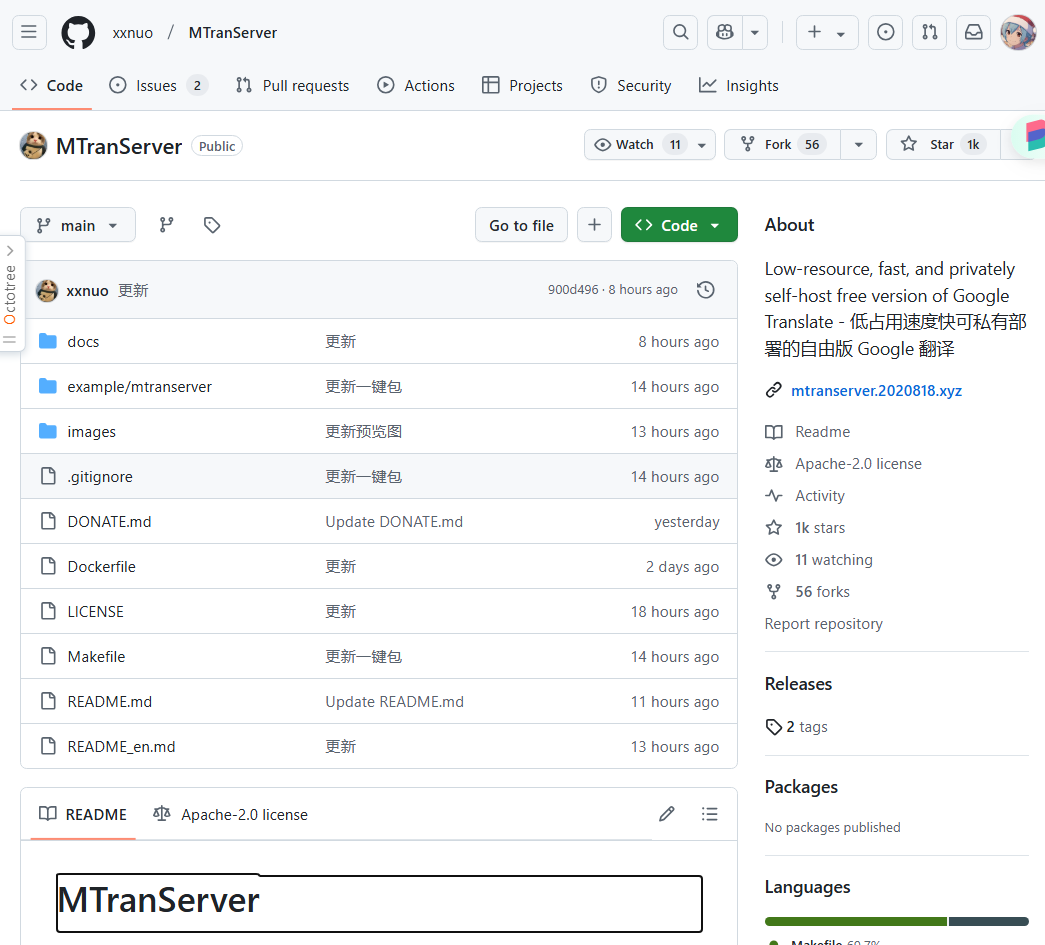 xxnuo / MTranServer
Code Issues 2 Pull requests Actions Projects Security Insights
MTranServer Public Watch 11 Fork 56 Star 1k
main Go to file + Code
Octotree
xxnuo 更新 900d496 · 8 hours ago
docs 更新 8 hours ago
example/mtranserver 更新一键包 14 hours ago
images 更新预览图 13 hours ago
.gitignore 更新一键包 14 hours ago
DONATE.md Update DONATE.md yesterday
Dockerfile 更新 2 days ago
LICENSE 更新 18 hours ago
Makefile 更新一键包 14 hours ago
README.md Update README.md 11 hours ago
README_en.md 更新 13 hours ago
README Apache-2.0 license
MTranServer
About
Low-resource, fast, and privately
self-host free version of Google
Translate - 低占用速度快可私有部
署的自由版 Google 翻译
mtranserver.2020818.xyz
Readme
Apache-2.0 license
Activity
1k stars
11 watching
56 forks
Report repository
Releases
2 tags
Packages
No packages published
Languages
Makefile